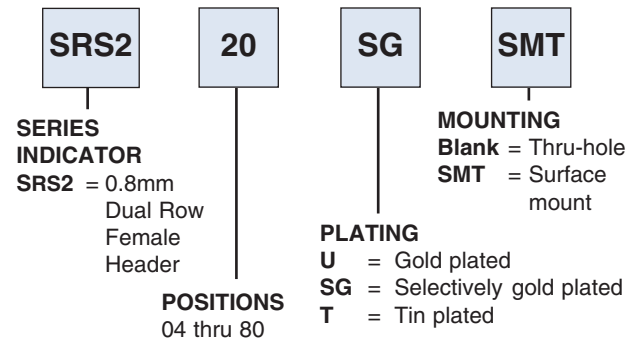 SRS2 20 SG SMT
SERIES
INDICATOR
SRS2 = 0.8mm
Dual Row
Female
Header
POSITIONS
04 thru 80
PLATING
U = Gold plated
SG = Selectively gold plated
T = Tin plated
MOUNTING
Blank = Thru-hole
SMT = Surface
mount